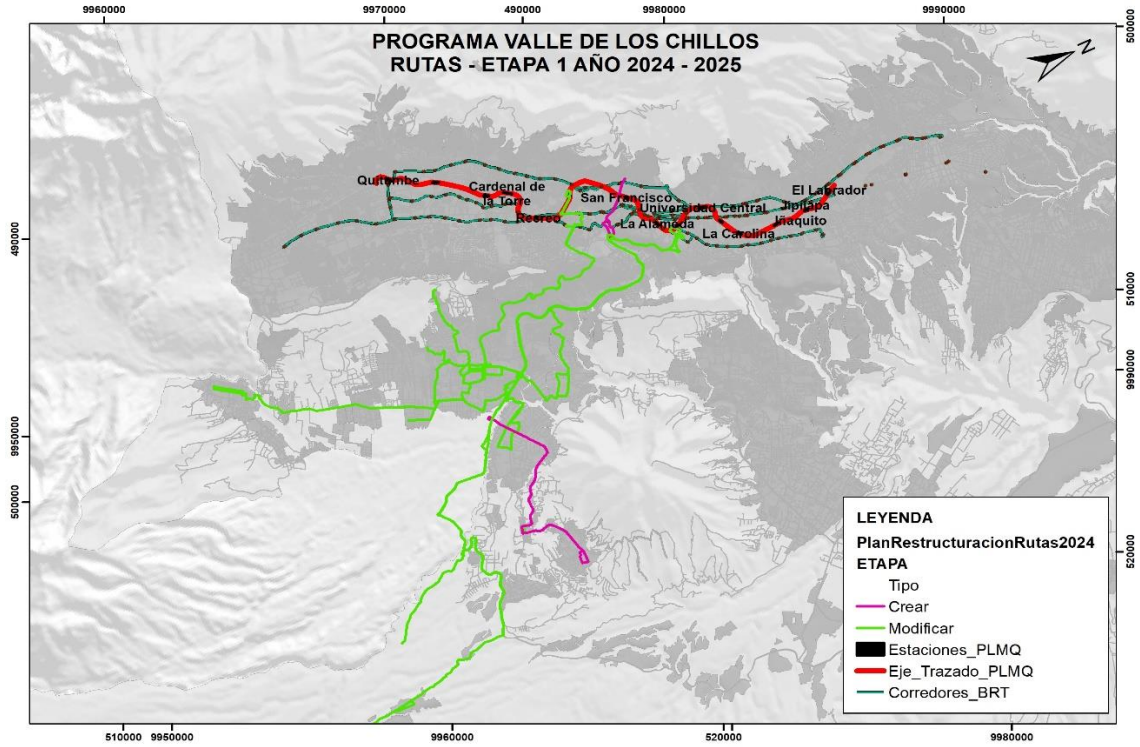 9960000
9970000
490000
9980000
9990000
500000
PROGRAMA VALLE DE LOS CHILLOS
RUTAS - ETAPA 1 AÑO 2024 - 2025
N
Quitumbe
Cardenal de
la Torre
Recreo
San Francisco
Universidad Central
La Alameda
El Labrador
Jipijapa
Iñaquito
La Carolina
490000
510000
9990000
9950000
5000000
520000
LEYENDA
PlanRestructuracionRutas2024
ETAPA
Tipo
Crear
Modificar
Estaciones_PLMQ
Eje_Trazado_PLMQ
Corredores_BRT
510000
9950000
9960000
520000
9980000